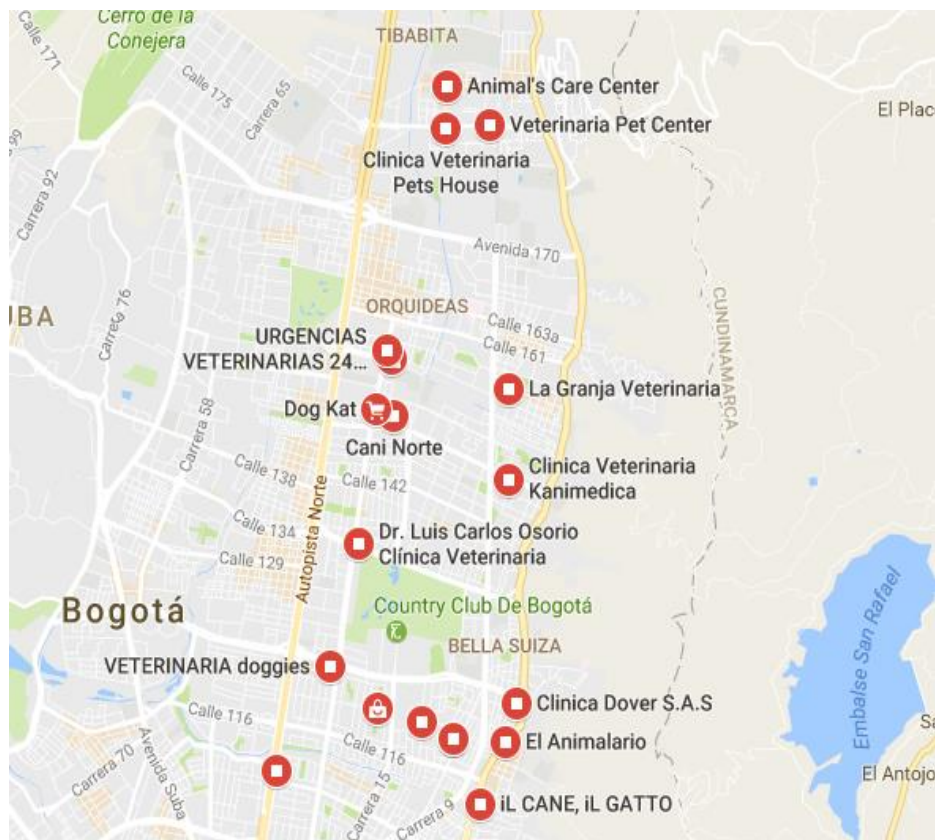 Cerro de la
Conejera
TIBABITA
Calle 171
Calle 175
Carrera 65
Animal's Care Center
El Plac
Veterinaria Pet Center
Clinica Veterinaria
Pets House
99
Carrera 92
Avenida 170
Carrera 76
UBA
ORQUIDEAS
CUNDINAMARCA
Calle 163a
Calle 161
URGENCIAS
VETERINARIAS 24...
La Granja Veterinaria
Carrera 58
Dog Kat
Cani Norte
Clinica Veterinaria
Kanimedica
Calle 138
Calle 142
Autopista Norte
Calle 134
Dr. Luis Carlos Osorio
Clínica Veterinaria
Calle 129
Bogotá
Country Club De Bogotá
Embalse San Rafael
BELLA SUIZA
VETERINARIA doggies
Clinica Dover S.A.S
Calle 116
Sa
El Animalario
Calle 116
Carrera 70
Avenida Suba
Carrera 15
El Antojo
Carrera 9
iL CANE, iL GATTO